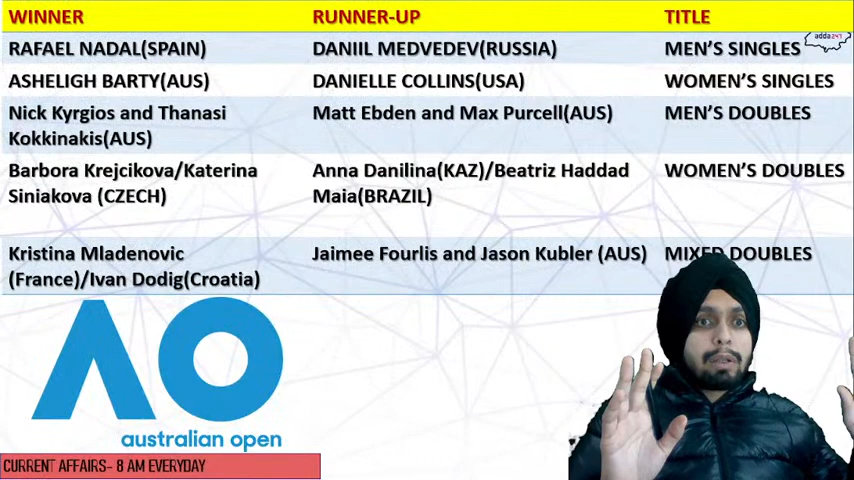 WINNER RUNNER-UP TITLE
adda247
RAFAEL NADAL(SPAIN) DANIIL MEDVEDEV(RUSSIA) MEN'S SINGLES
ASHELIGH BARTY(AUS) DANIELLE COLLINS(USA) WOMEN'S SINGLES
Nick Kyrgios and Thanasi Matt Ebden and Max Purcell(AUS) MEN'S DOUBLES
Kokkinakis(AUS)
Barbora Krejcikova/Katerina Anna Danilina(KAZ)/Beatriz Haddad WOMEN'S DOUBLES
Siniakova (CZECH) Maia(BRAZIL)
Kristina Mladenovic Jaimee Fourlis and Jason Kubler (AUS) MIXED DOUBLES
(France)/Ivan Dodig(Croatia)
AO
australian open
CURRENT AFFAIRS- 8 AM EVERYDAY